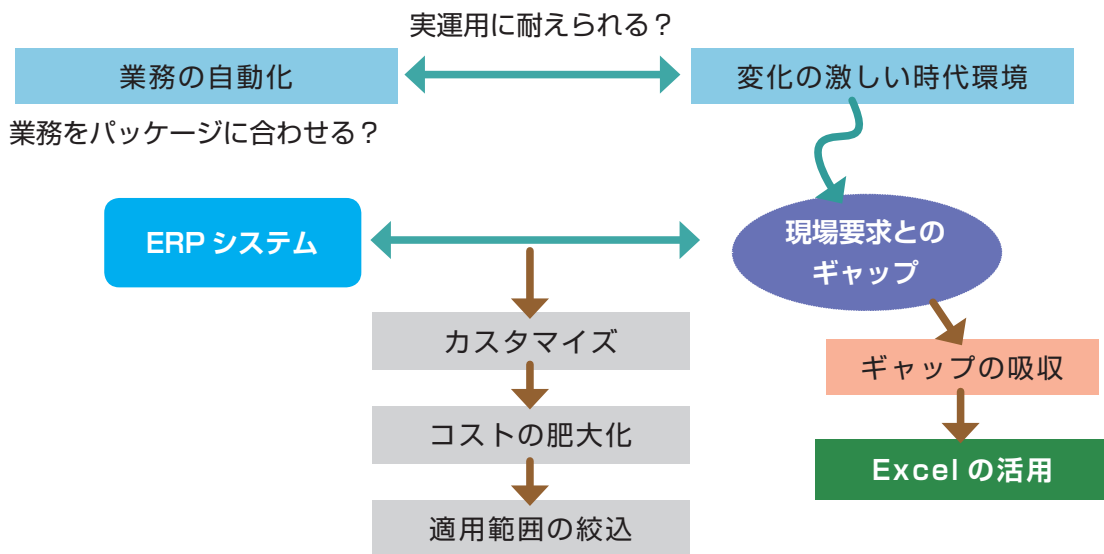 実運用に耐えられる？
業務の自動化
変化の激しい時代環境
業務をパッケージに合わせる？
ERP システム
現場要求との
ギャップ
カスタマイズ
ギャップの吸収
コストの肥大化
Excel の活用
適用範囲の絞込